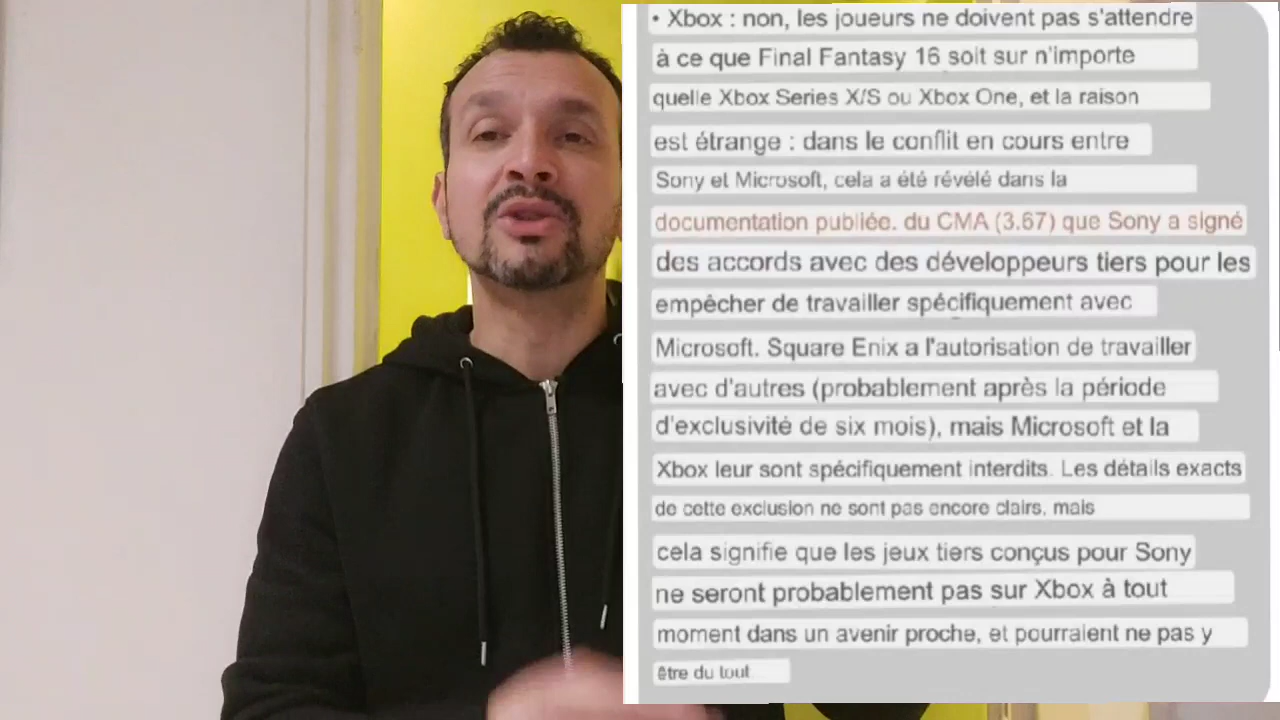 • Xbox : non, les joueurs ne doivent pas s'attendre
à ce que Final Fantasy 16 soit sur n'importe
quelle Xbox Series X/S ou Xbox One, et la raison
est étrange : dans le conflit en cours entre
Sony et Microsoft, cela a été révélé dans la
documentation publiée. du CMA (3.67) que Sony a signé
des accords avec des développeurs tiers pour les
empêcher de travailler spécifiquement avec
Microsoft. Square Enix a l'autorisation de travailler
avec d'autres (probablement après la période
d'exclusivité de six mois), mais Microsoft et la
Xbox leur sont spécifiquement interdits. Les détails exacts
de cette exclusion ne sont pas encore clairs, mais
cela signifie que les jeux tiers conçus pour Sony
ne seront probablement pas sur Xbox à tout
moment dans un avenir proche, et pourraient ne pas y
être du tout